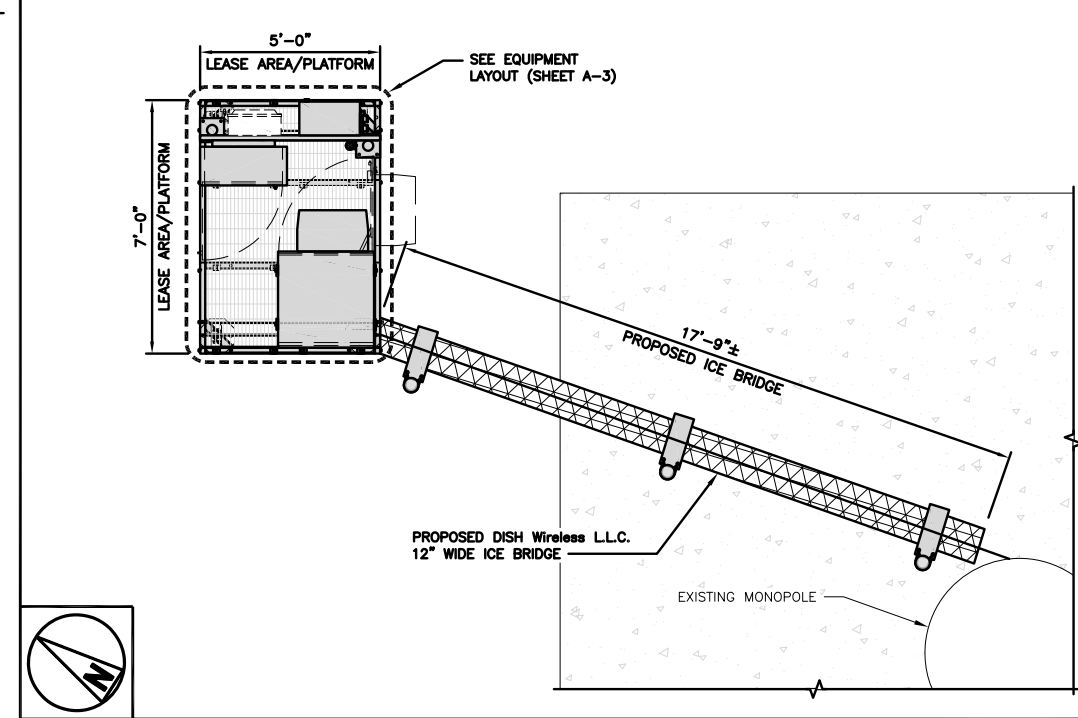 5'-0"
LEASE AREA/PLATFORM
SEE EQUIPMENT
LAYOUT (SHEET A-3)
7'-0"
LEASE AREA/PLATFORM
17'-9"±
PROPOSED ICE BRIDGE
PROPOSED DISH Wireless L.L.C.
12" WIDE ICE BRIDGE
EXISTING MONOPOLE
N